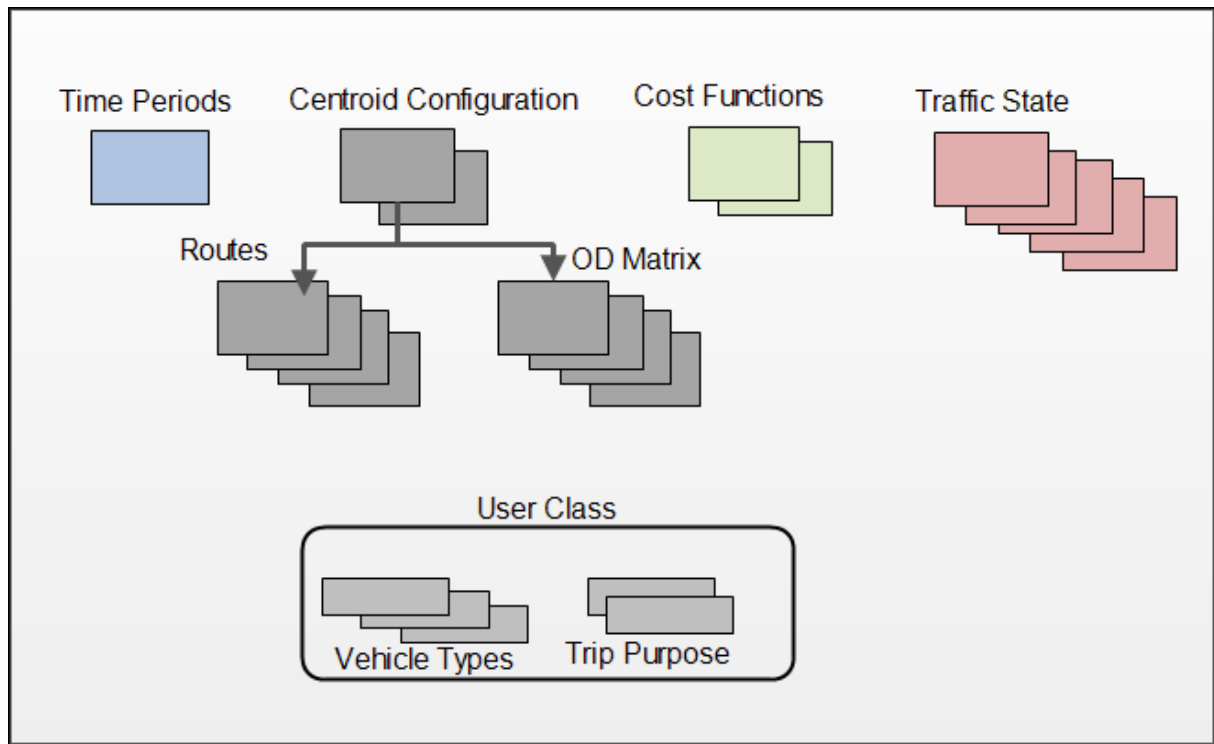 Time Periods
Centroid Configuration
Cost Functions
Traffic State
Routes
OD Matrix
User Class
Vehicle Types
Trip Purpose